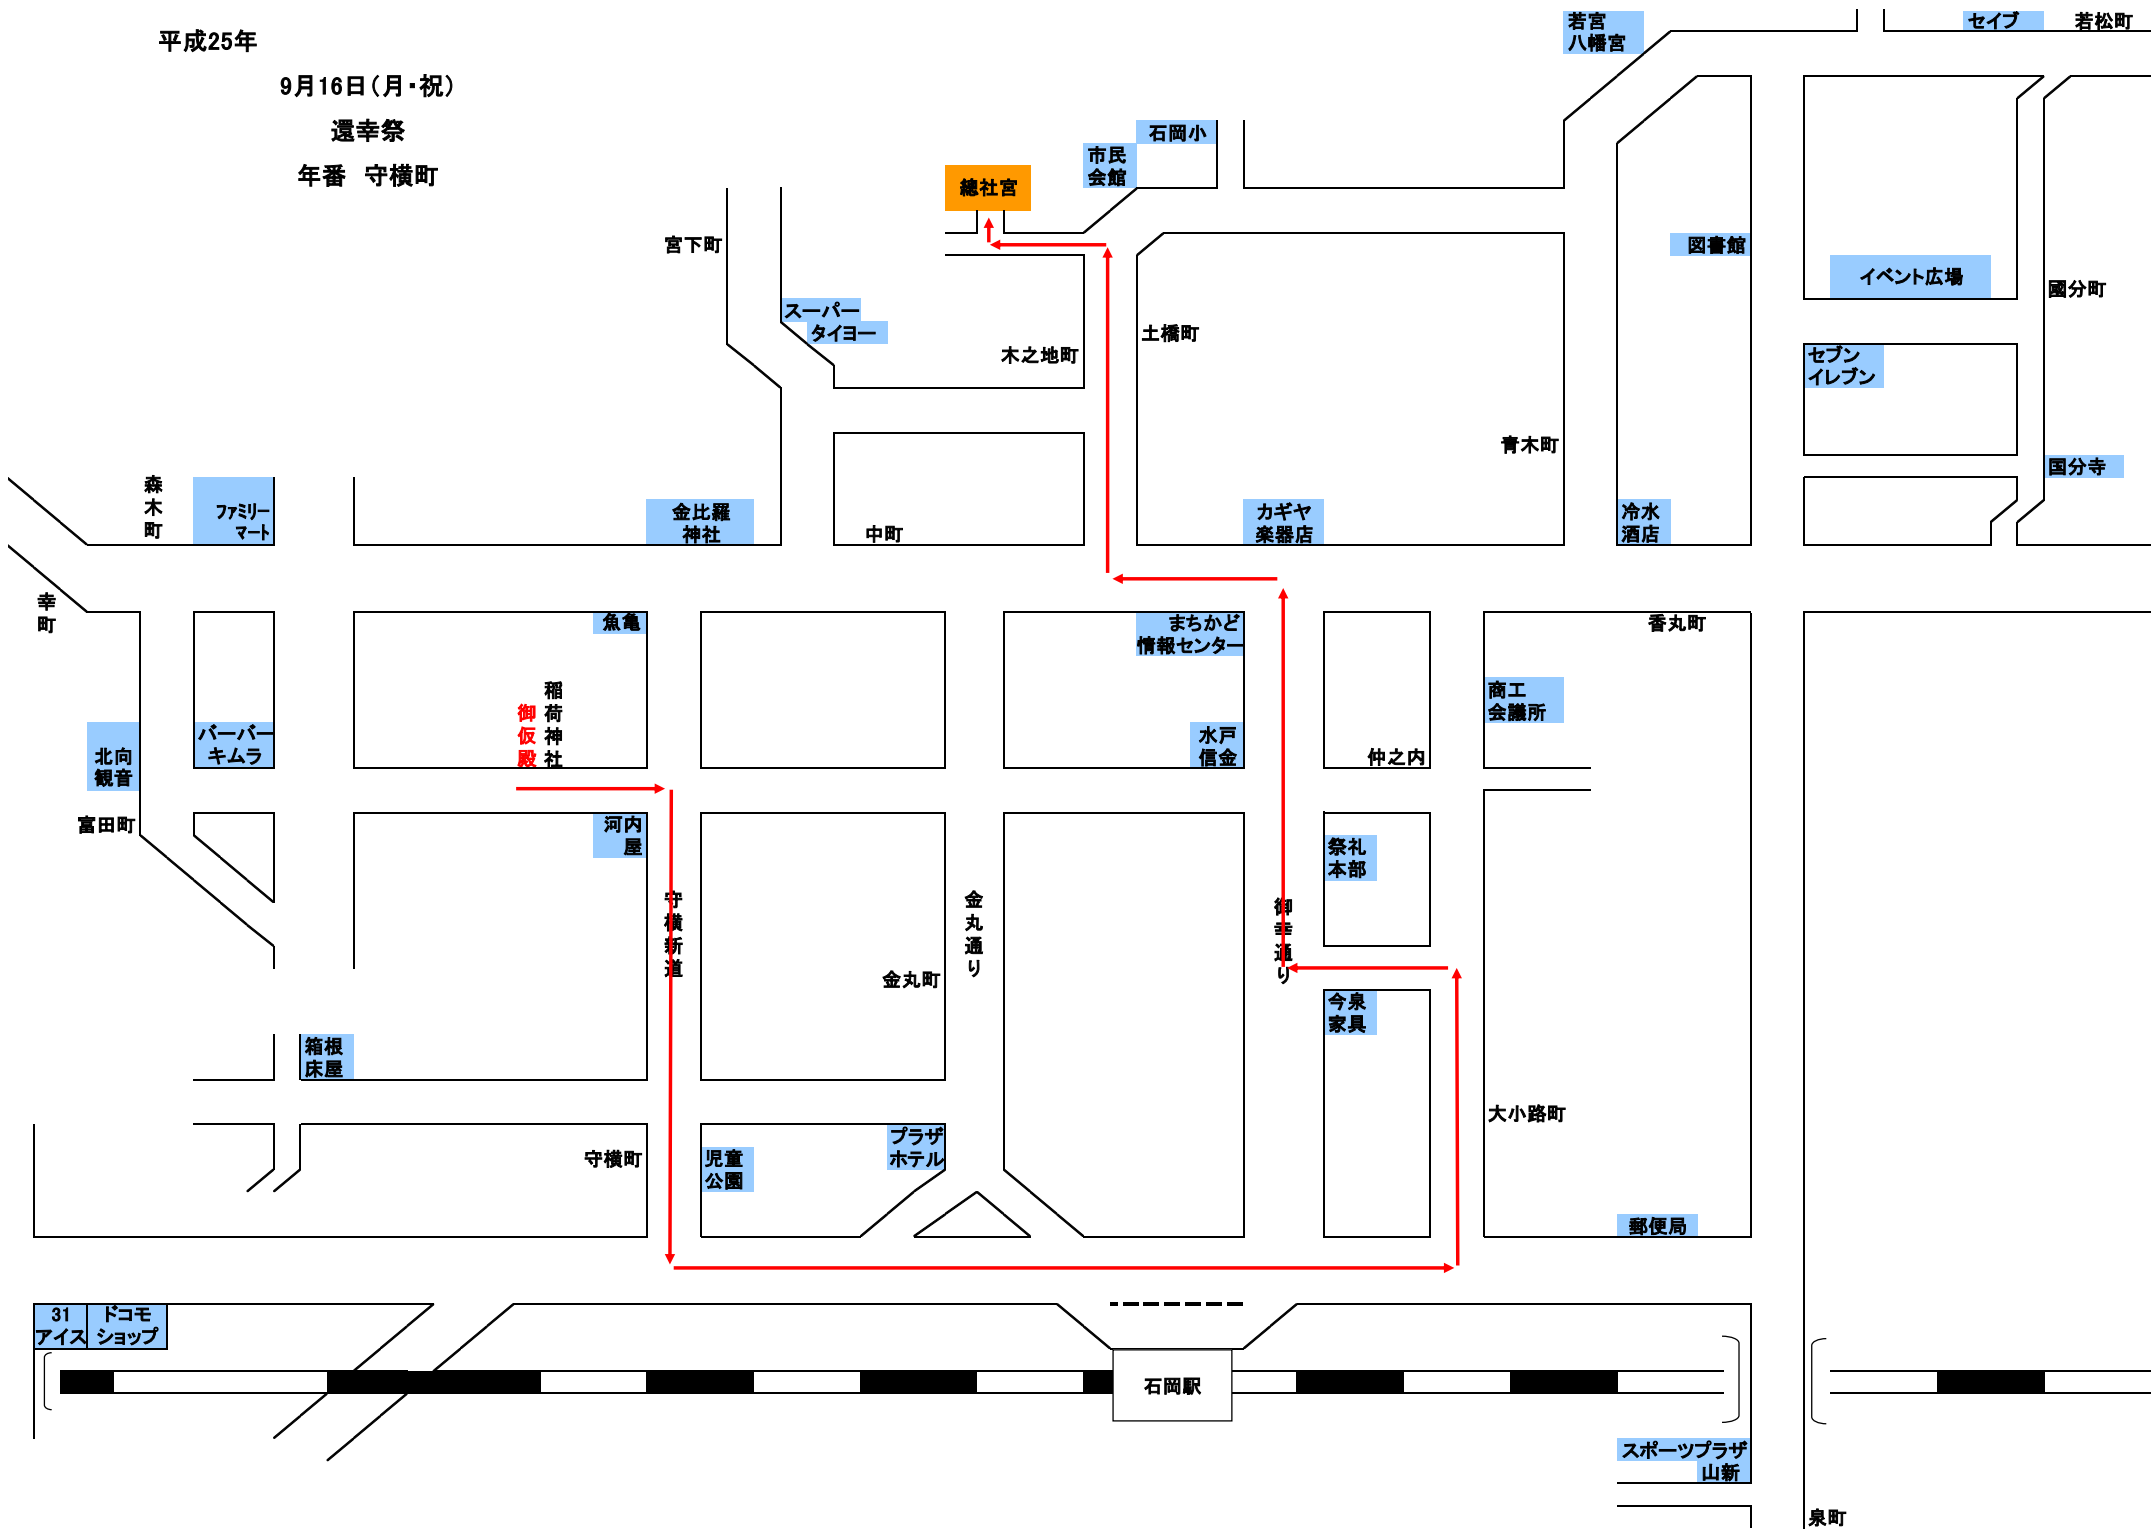 平成25年
9月16日(月・祝)
還幸祭
年番 守横町
若宮
八幡宮
セイブ
若松町
石岡小
市民
会館
總社宮
宮下町
図書館
イベント広場
國分町
スーパー
タイヨー
土橋町
木之地町
セブン
イレブン
青木町
国分寺
森木町
ファミリー
マート
金比羅
神社
中町
カギヤ
楽器店
冷水
酒店
幸町
魚亀
まちかど
情報センター
香丸町
稲荷神社
御仮殿
商工
会議所
北向
観音
バーバー
キムラ
水戸
信金
仲之内
富田町
河内
屋
祭礼
本部
守横新道
金丸通り
御幸通り
金丸町
今泉
家具
箱根
床屋
大小路町
守横町
児童
公園
プラザ
ホテル
郵便局
31
アイス
ドコモ
ショップ
石岡駅
スポーツプラザ
山新
泉町